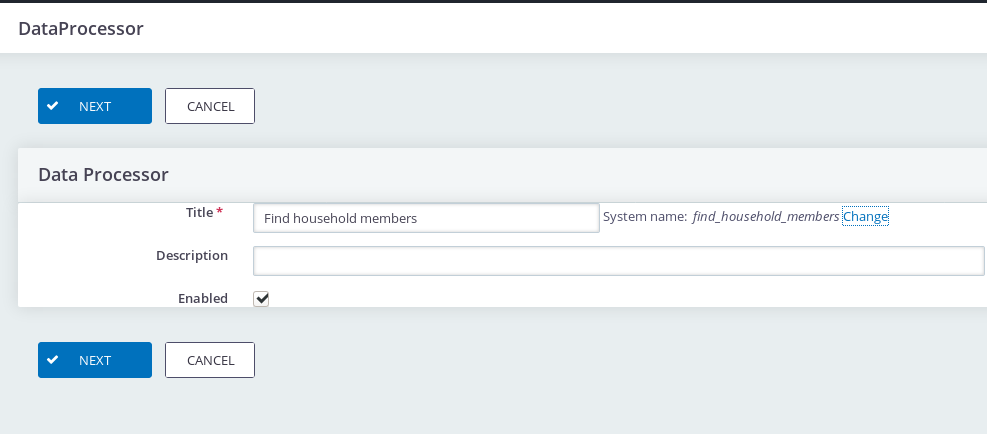 DataProcessor
NEXT CANCEL
Data Processor
Title * Find household members System name: find_household_members Change
Description
Enabled
NEXT CANCEL